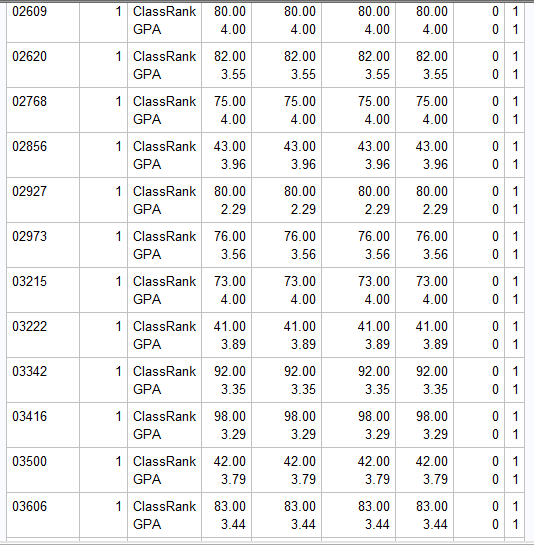 02609 1 ClassRank 80.00 80.00 80.00 80.00 0 1
GPA 4.00 4.00 4.00 4.00 0 1
02620 1 ClassRank 82.00 82.00 82.00 82.00 0 1
GPA 3.55 3.55 3.55 3.55 0 1
02768 1 ClassRank 75.00 75.00 75.00 75.00 0 1
GPA 4.00 4.00 4.00 4.00 0 1
02856 1 ClassRank 43.00 43.00 43.00 43.00 0 1
GPA 3.96 3.96 3.96 3.96 0 1
02927 1 ClassRank 80.00 80.00 80.00 80.00 0 1
GPA 2.29 2.29 2.29 2.29 0 1
02973 1 ClassRank 76.00 76.00 76.00 76.00 0 1
GPA 3.56 3.56 3.56 3.56 0 1
03215 1 ClassRank 73.00 73.00 73.00 73.00 0 1
GPA 4.00 4.00 4.00 4.00 0 1
03222 1 ClassRank 41.00 41.00 41.00 41.00 0 1
GPA 3.89 3.89 3.89 3.89 0 1
03342 1 ClassRank 92.00 92.00 92.00 92.00 0 1
GPA 3.35 3.35 3.35 3.35 0 1
03416 1 ClassRank 98.00 98.00 98.00 98.00 0 1
GPA 3.29 3.29 3.29 3.29 0 1
03500 1 ClassRank 42.00 42.00 42.00 42.00 0 1
GPA 3.79 3.79 3.79 3.79 0 1
03606 1 ClassRank 83.00 83.00 83.00 83.00 0 1
GPA 3.44 3.44 3.44 3.44 0 1